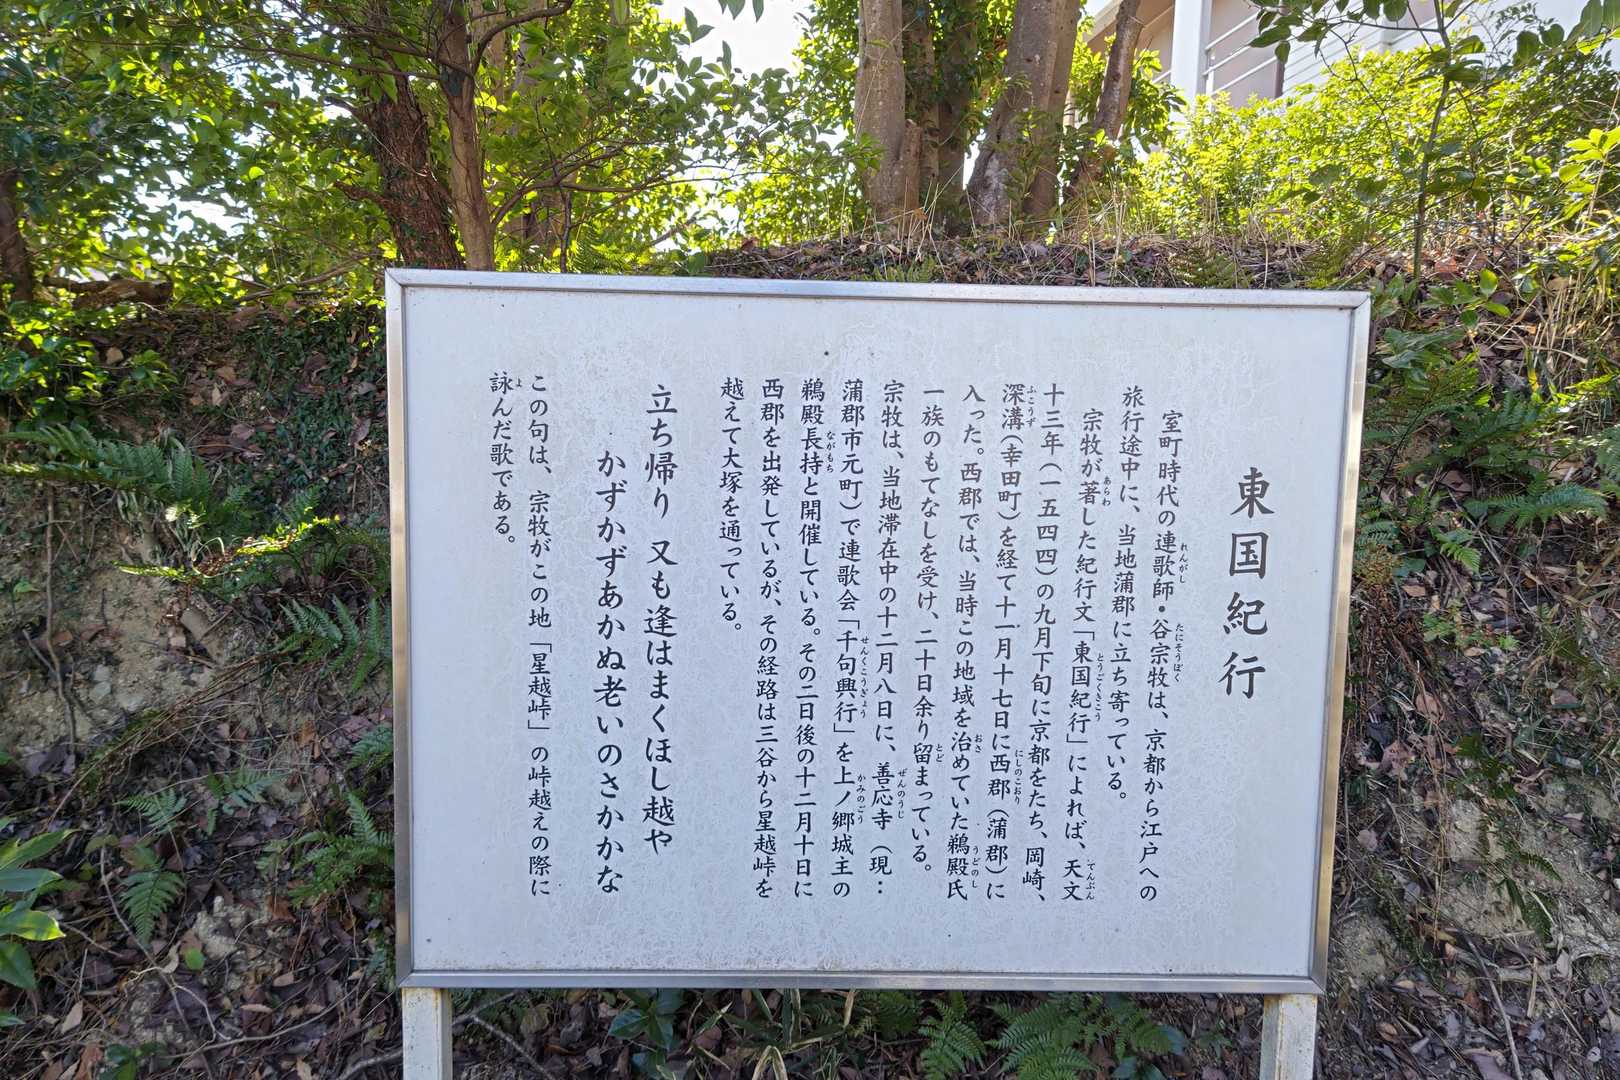 東国紀行
室町時代の連歌師・谷宗牧は、京都から江戸への
旅行途中に、当地蒲郡に立ち寄っている。
宗牧が著した紀行文「東国紀行」によれば、天文
十三年（一五四四）の九月下旬に京都をたち、岡崎、
深溝（幸田町）を経て十一月十七日に西郡（蒲郡）に
入った。西郡では、当時この地域を治めていた鵜殿氏
一族のもてなしを受け、二十日余り留まっている。
宗牧は、当地滞在中の十二月八日に、善応寺（現：
蒲郡市元町）で連歌会「千句興行」を上ノ郷城主の
鵜殿長持と開催している。その二日後の十二月十日に
西郡を出発しているが、その経路は三谷から星越峠を
越えて大塚を通っている。
立ち帰り 又も逢はまくほし越や
かずかずあかぬ老いのさかかな
この句は、宗牧がこの地「星越峠」の峠越えの際に
詠んだ歌である。